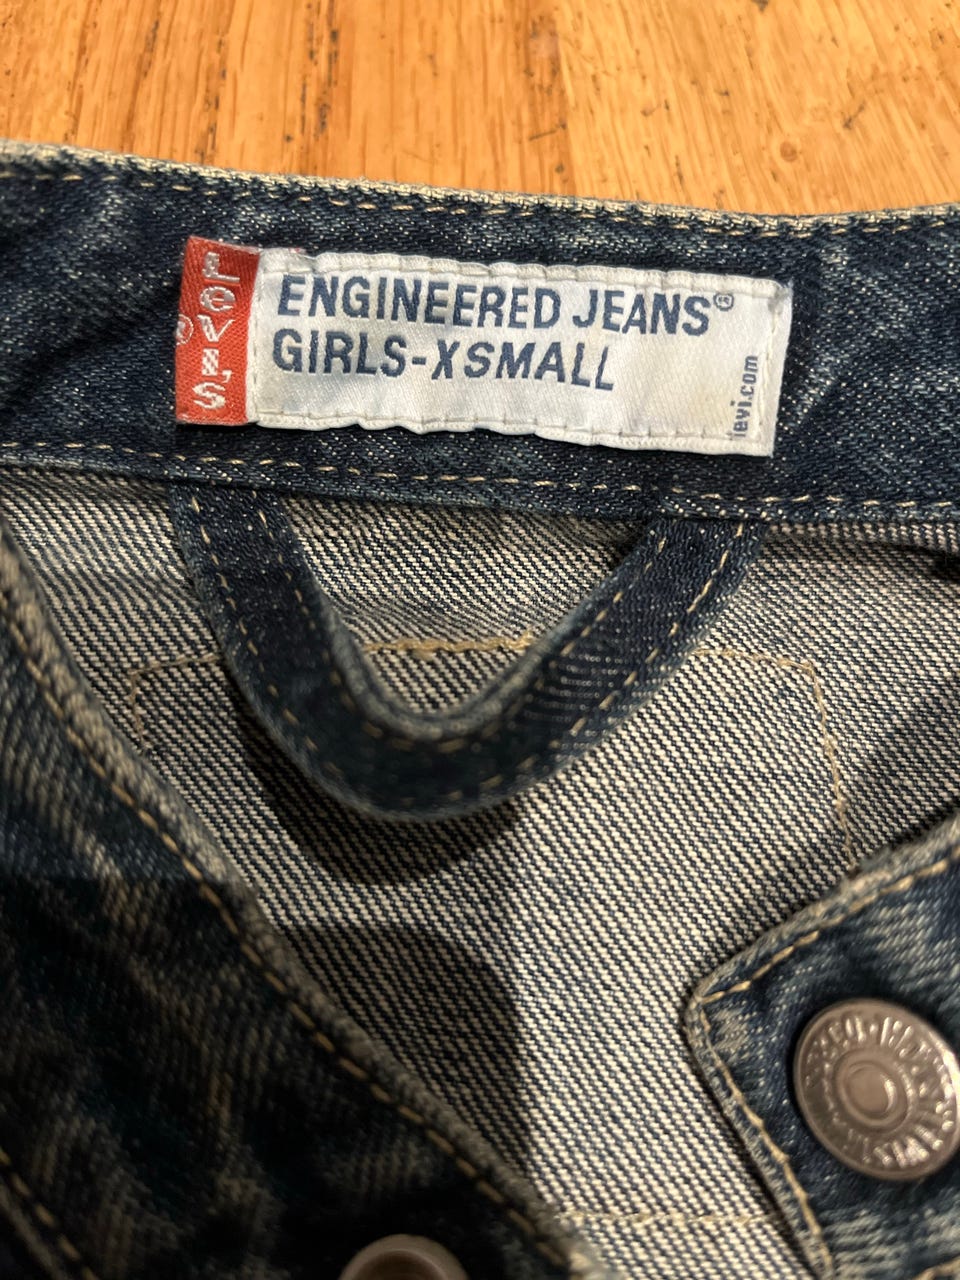 LEVI'S
®
ENGINEERED JEANS®
GIRLS-XSMALL
levi.com